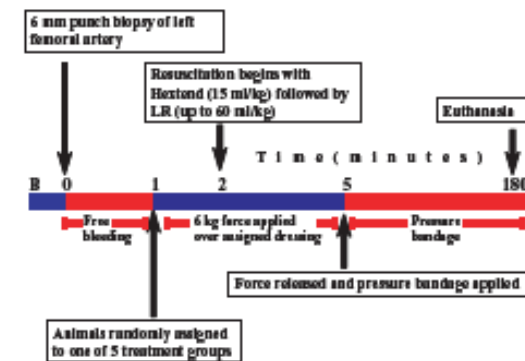 6 mm punch biopsy of left
femoral artery
Resuscitation begins with
Hextend (15 ml/kg) followed by
LR (up to 60 ml/kg)
Euthanasia
Time (minutes)
B 0 1 2 5 180
Free
bleeding
6 kg force applied
over assigned dressing
Pressure
bandage
Force released and pressure bandage applied
Animals randomly assigned
to one of 5 treatment groups